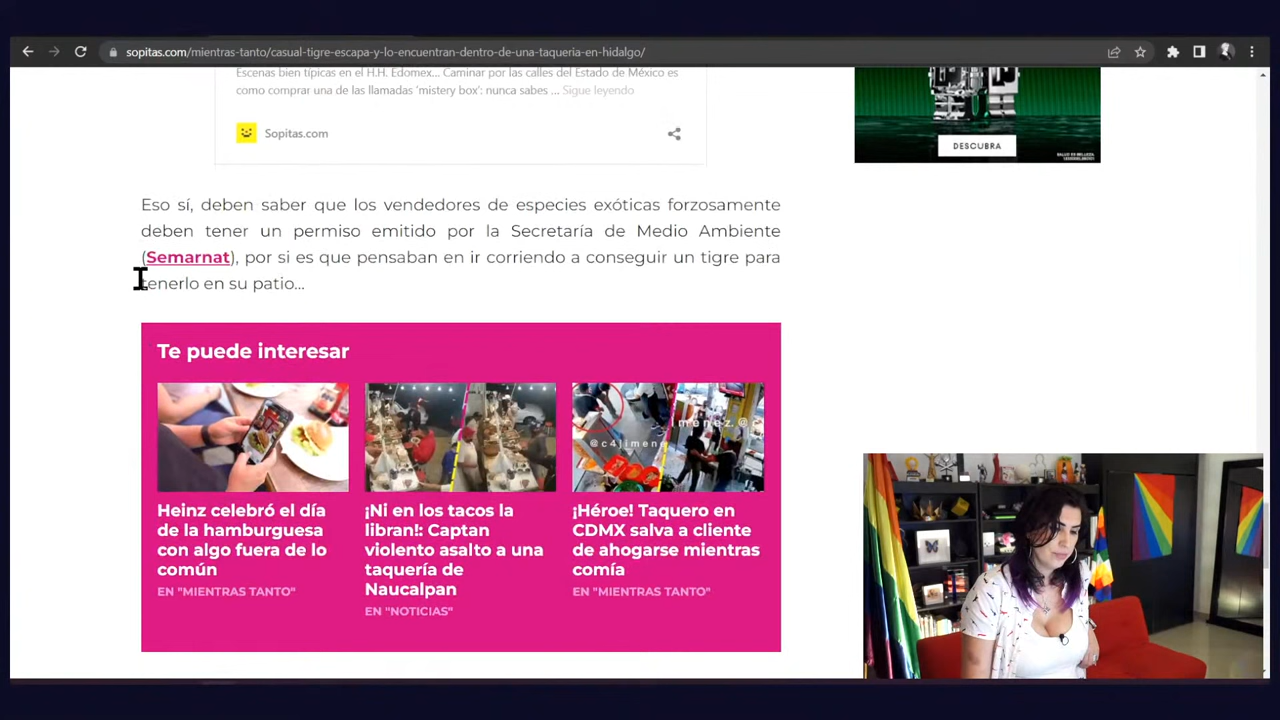 sopitas.com/mientras-tanto/casual-tigre-escapa-y-lo-encuentran-dentro-de-una-taqueria-en-hidalgo/
Escenas bien típicas en el H.H. Edomex... Caminar por las calles del Estado de México es
como comprar una de las llamadas 'mistery box': nunca sabes ... Sigue leyendo
Sopitas.com
DESCUBRA
Eso sí, deben saber que los vendedores de especies exóticas forzosamente
deben tener un permiso emitido por la Secretaría de Medio Ambiente
(Semarnat), por si es que pensaban en ir corriendo a conseguir un tigre para
tenerlo en su patio...
Te puede interesar
@c4jimene
Heinz celebró el día
de la hamburguesa
con algo fuera de lo
común
EN "MIENTRAS TANTO"
¡Ni en los tacos la
libran!: Captan
violento asalto a una
taquería de
Naucalpan
EN "NOTICIAS"
¡Héroe! Taquero en
CDMX salva a cliente
de ahogarse mientras
comía
EN "MIENTRAS TANTO"